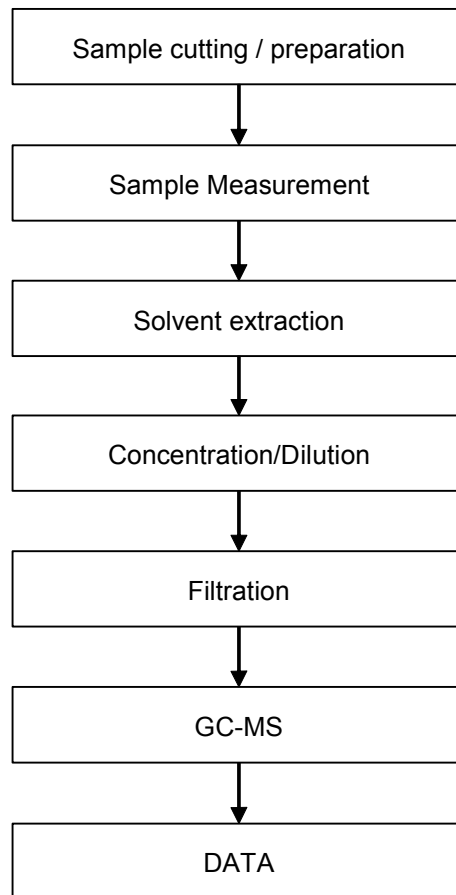 Sample cutting / preparation
Sample Measurement
Solvent extraction
Concentration/Dilution
Filtration
GC-MS
DATA